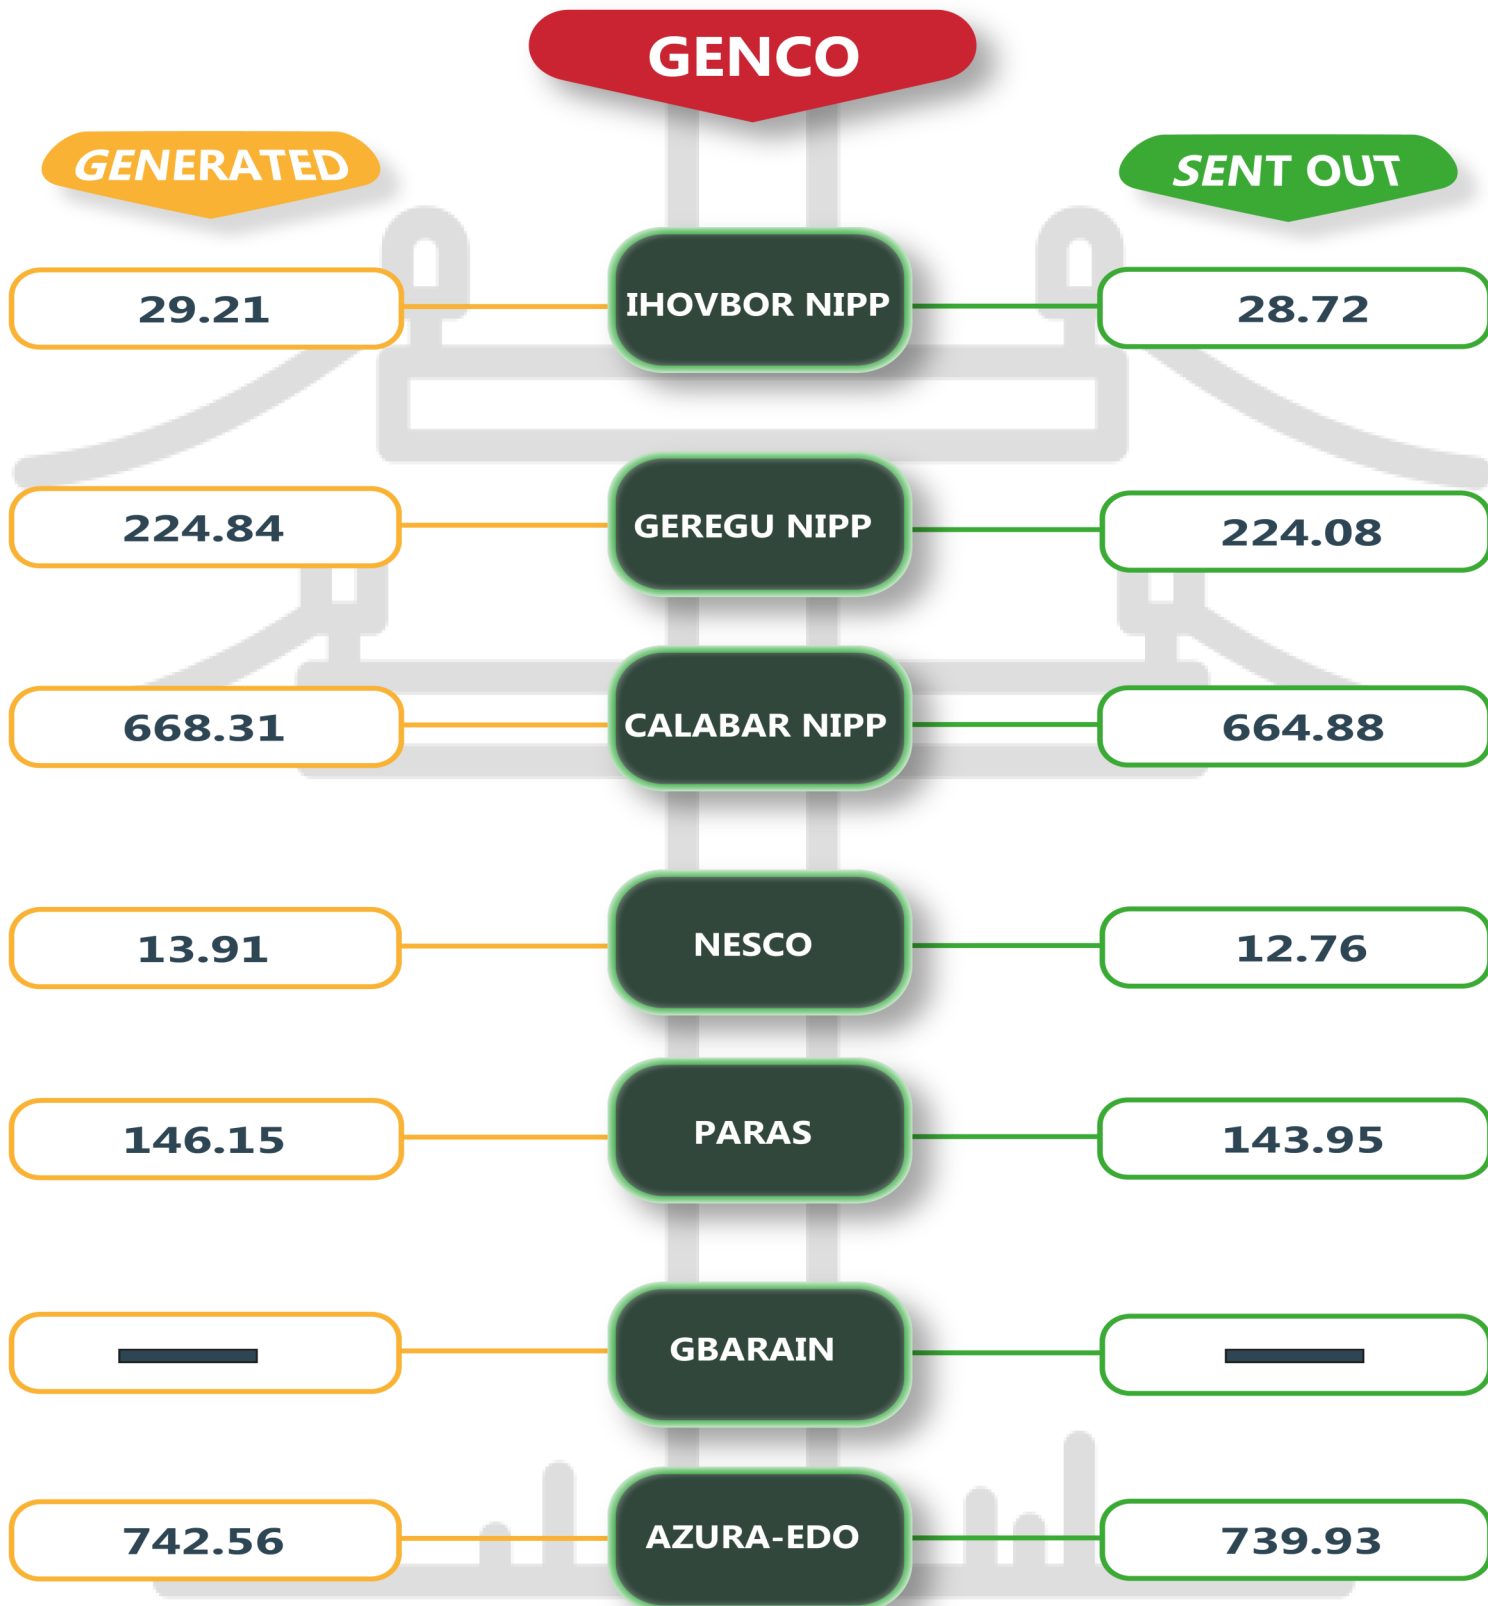 GENCO
GENERATED
SENT OUT
29.21 IHOVBOR NIPP 28.72
224.84 GEREGU NIPP 224.08
668.31 CALABAR NIPP 664.88
13.91 NESCO 12.76
146.15 PARAS 143.95
GBARAIN
742.56 AZURA-EDO 739.93